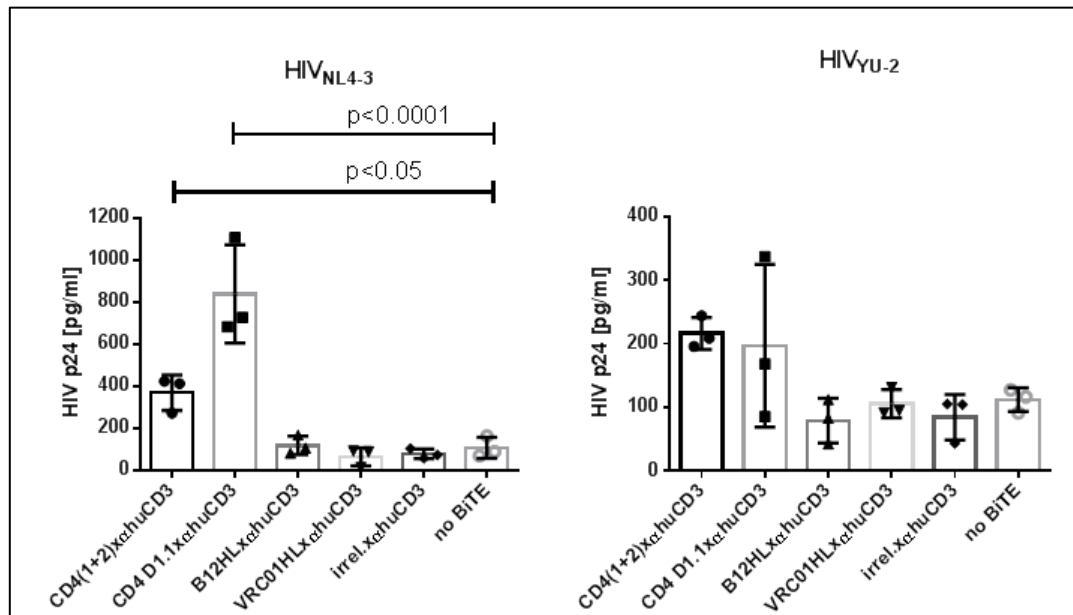 HIVNL4-3
p<0.0001
p<0.05
HIV p24 [pg/ml]
1200
1000
800
600
400
200
0
CD4(1+2)xαhuCD3
CD4 D1.1xαhuCD3
B12HLxαhuCD3
VRC01HLxαhuCD3
irrel.xαhuCD3
no BiTE
HIVYU-2
HIV p24 [pg/ml]
400
300
200
100
0
CD4(1+2)xαhuCD3
CD4 D1.1xαhuCD3
B12HLxαhuCD3
VRC01HLxαhuCD3
irrel.xαhuCD3
no BiTE